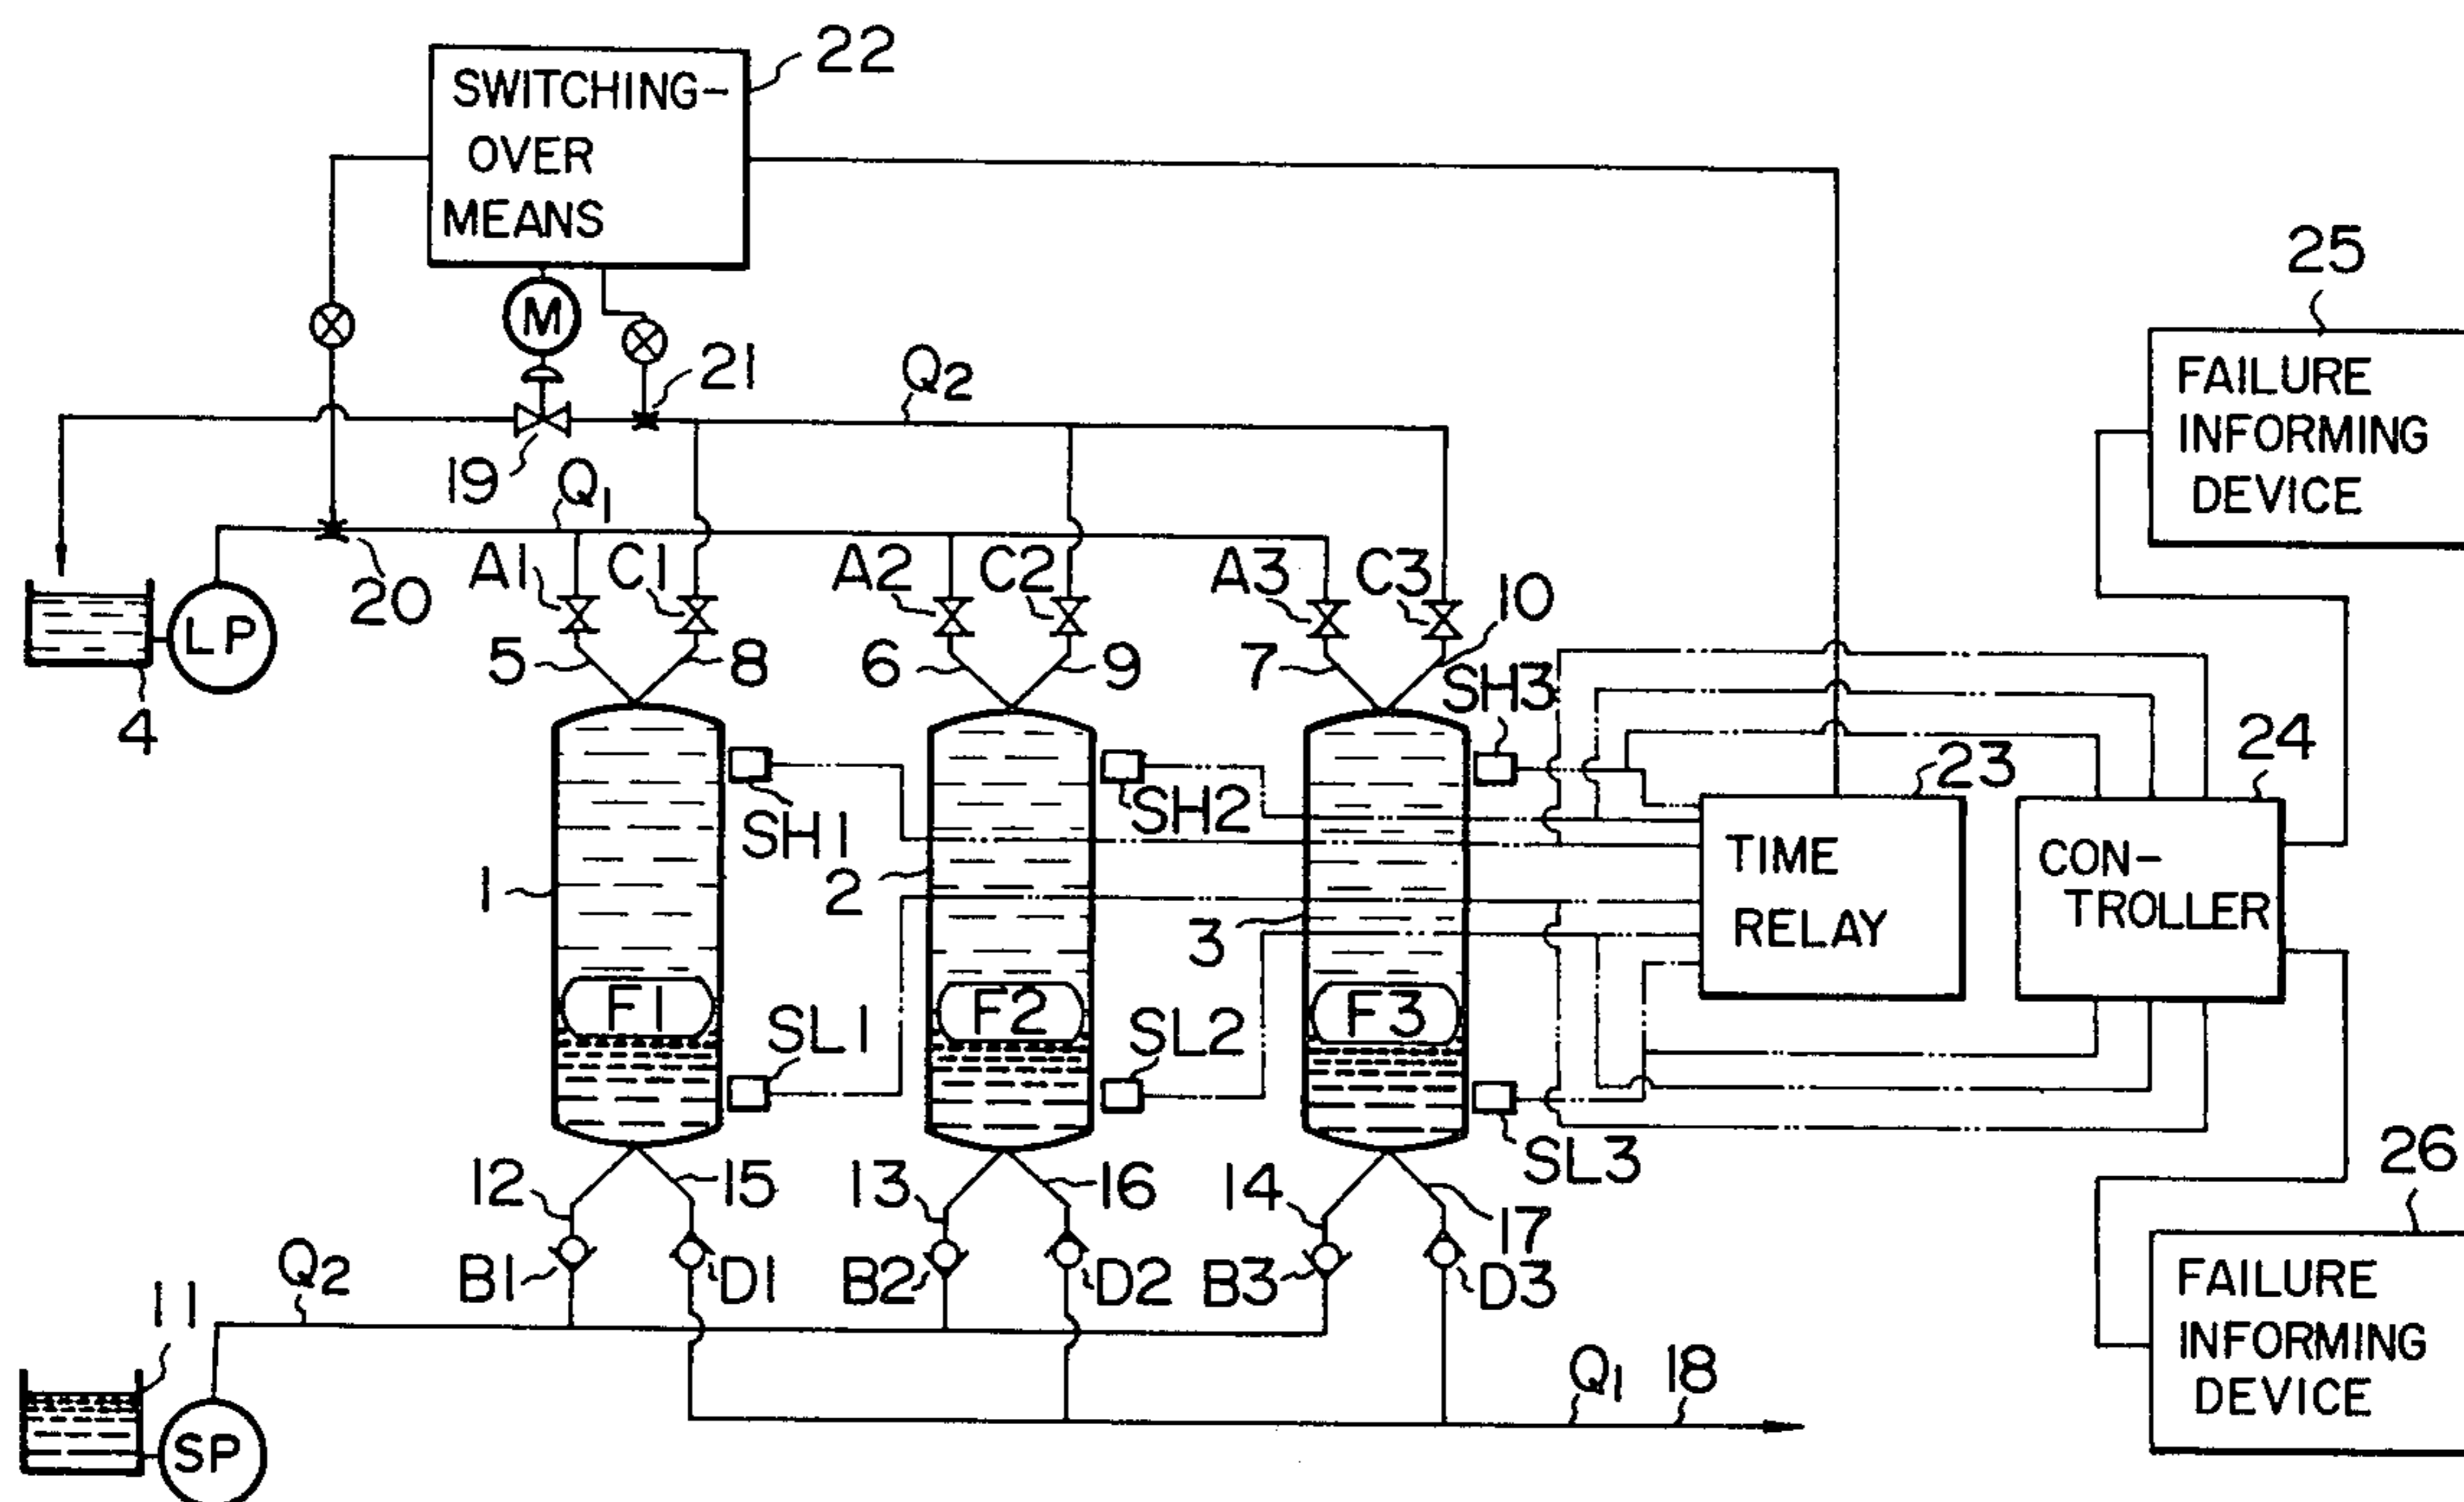 22
SWITCHING-
OVER
MEANS
M
21
Q2
25
FAILURE
INFORMING
DEVICE
19
Q1
20
A1
C1
A2
C2
A3
C3
10
LP
4
5
8
6
9
7
SH3
SH1
SH2
23
24
TIME
RELAY
CON-
TROLLER
1
2
3
F1
F2
F3
SL1
SL2
SL3
26
12
15
13
16
14
17
B1
D1
B2
D2
B3
D3
Q2
11
SP
Q1
18
FAILURE
INFORMING
DEVICE